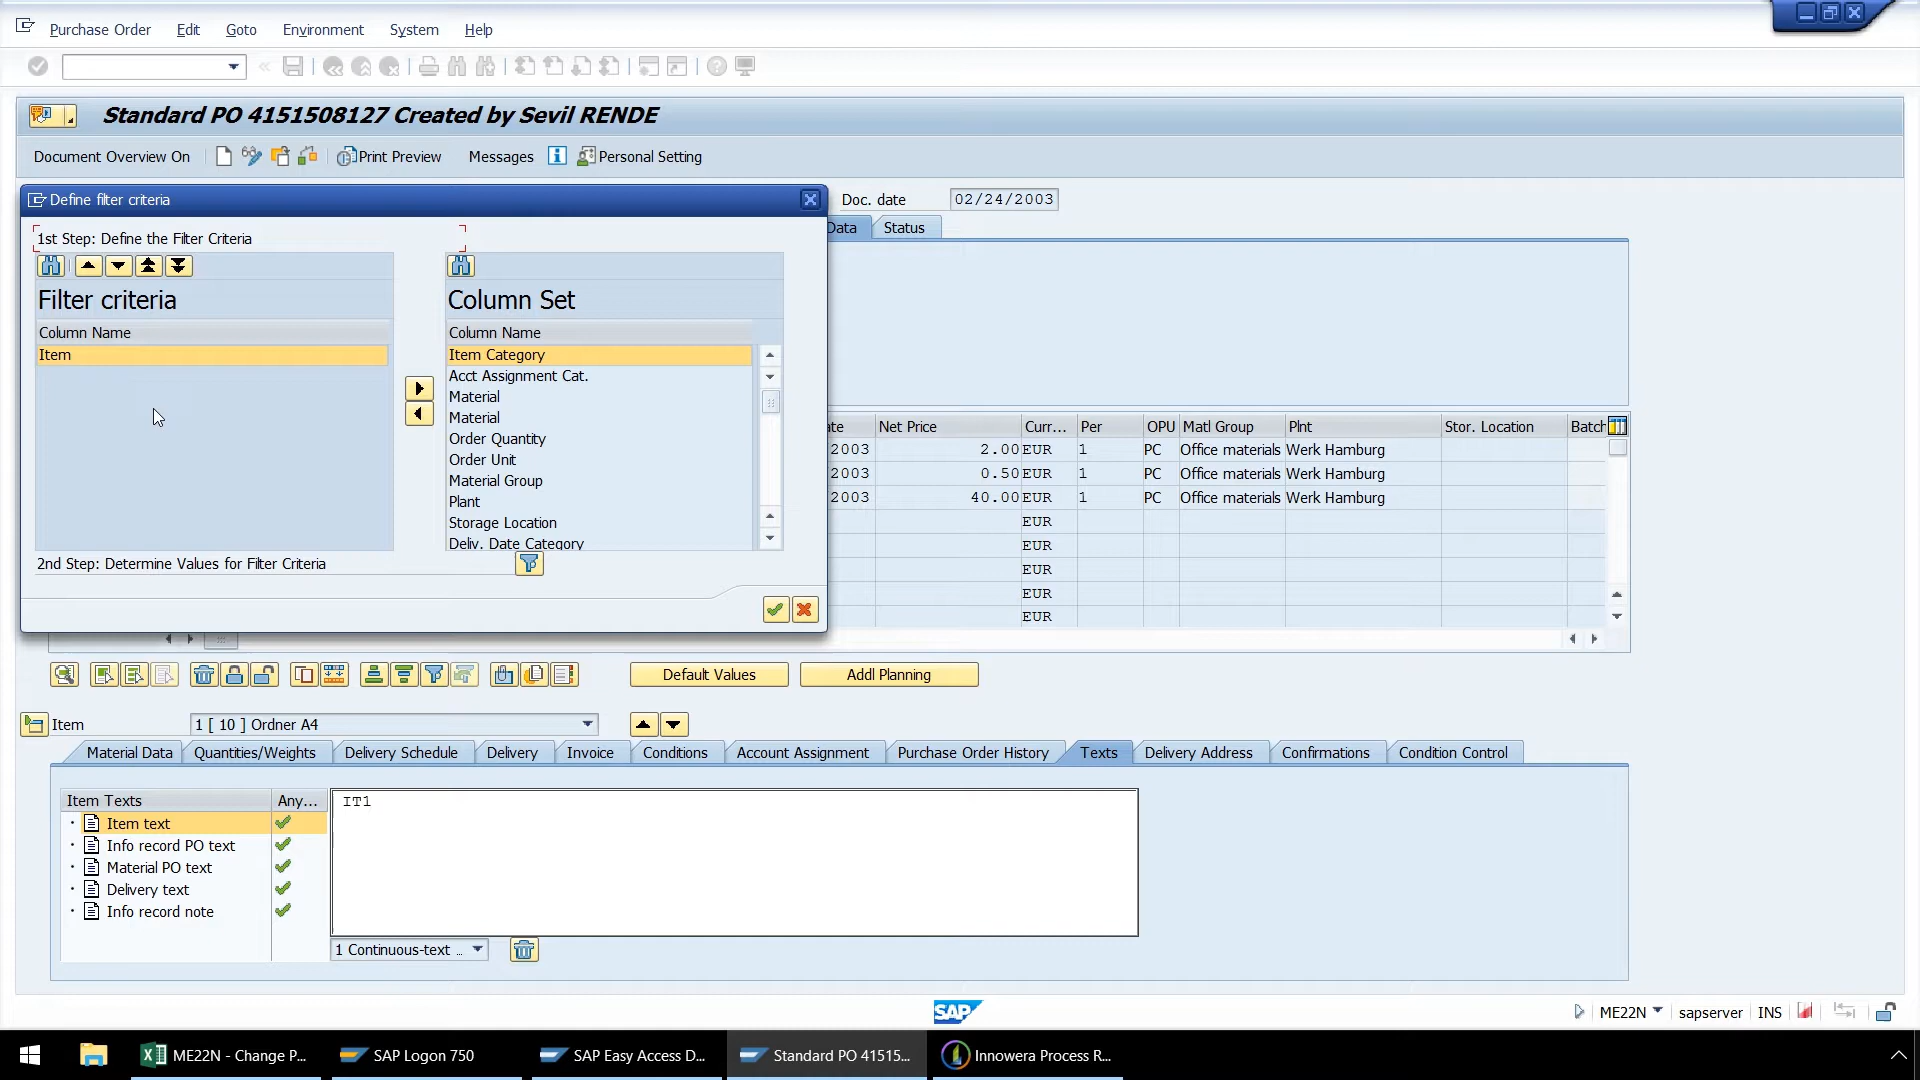 Purchase Order Edit Goto Environment System Help
Standard PO 4151508127 Created by Sevil RENDE
Document Overview On Print Preview Messages Personal Setting
Define filter criteria
Doc. date 02/24/2003
Data Status
1st Step: Define the Filter Criteria
Filter criteria
Column Name
Item
Column Set
Column Name
Item Category
Acct Assignment Cat.
Material
Material
Order Quantity
Order Unit
Material Group
Plant
Storage Location
Deliv. Date Category
2nd Step: Determine Values for Filter Criteria
Net Price Curr... Per OPU Matl Group Plnt Stor. Location Batch
2003 2.00 EUR 1 PC Office materials Werk Hamburg
2003 0.50 EUR 1 PC Office materials Werk Hamburg
2003 40.00 EUR 1 PC Office materials Werk Hamburg
EUR
EUR
EUR
EUR
EUR
Default Values Addl Planning
Item 1 [ 10 ] Ordner A4
Material Data Quantities/Weights Delivery Schedule Delivery Invoice Conditions Account Assignment Purchase Order History Texts Delivery Address Confirmations Condition Control
Item Texts Any...
Item text
Info record PO text
Material PO text
Delivery text
Info record note
IT1
1 Continuous-text ...
SAP
ME22N sapserver INS
ME22N - Change P... SAP Logon 750 SAP Easy Access D... Standard PO 41515... Innowera Process R...